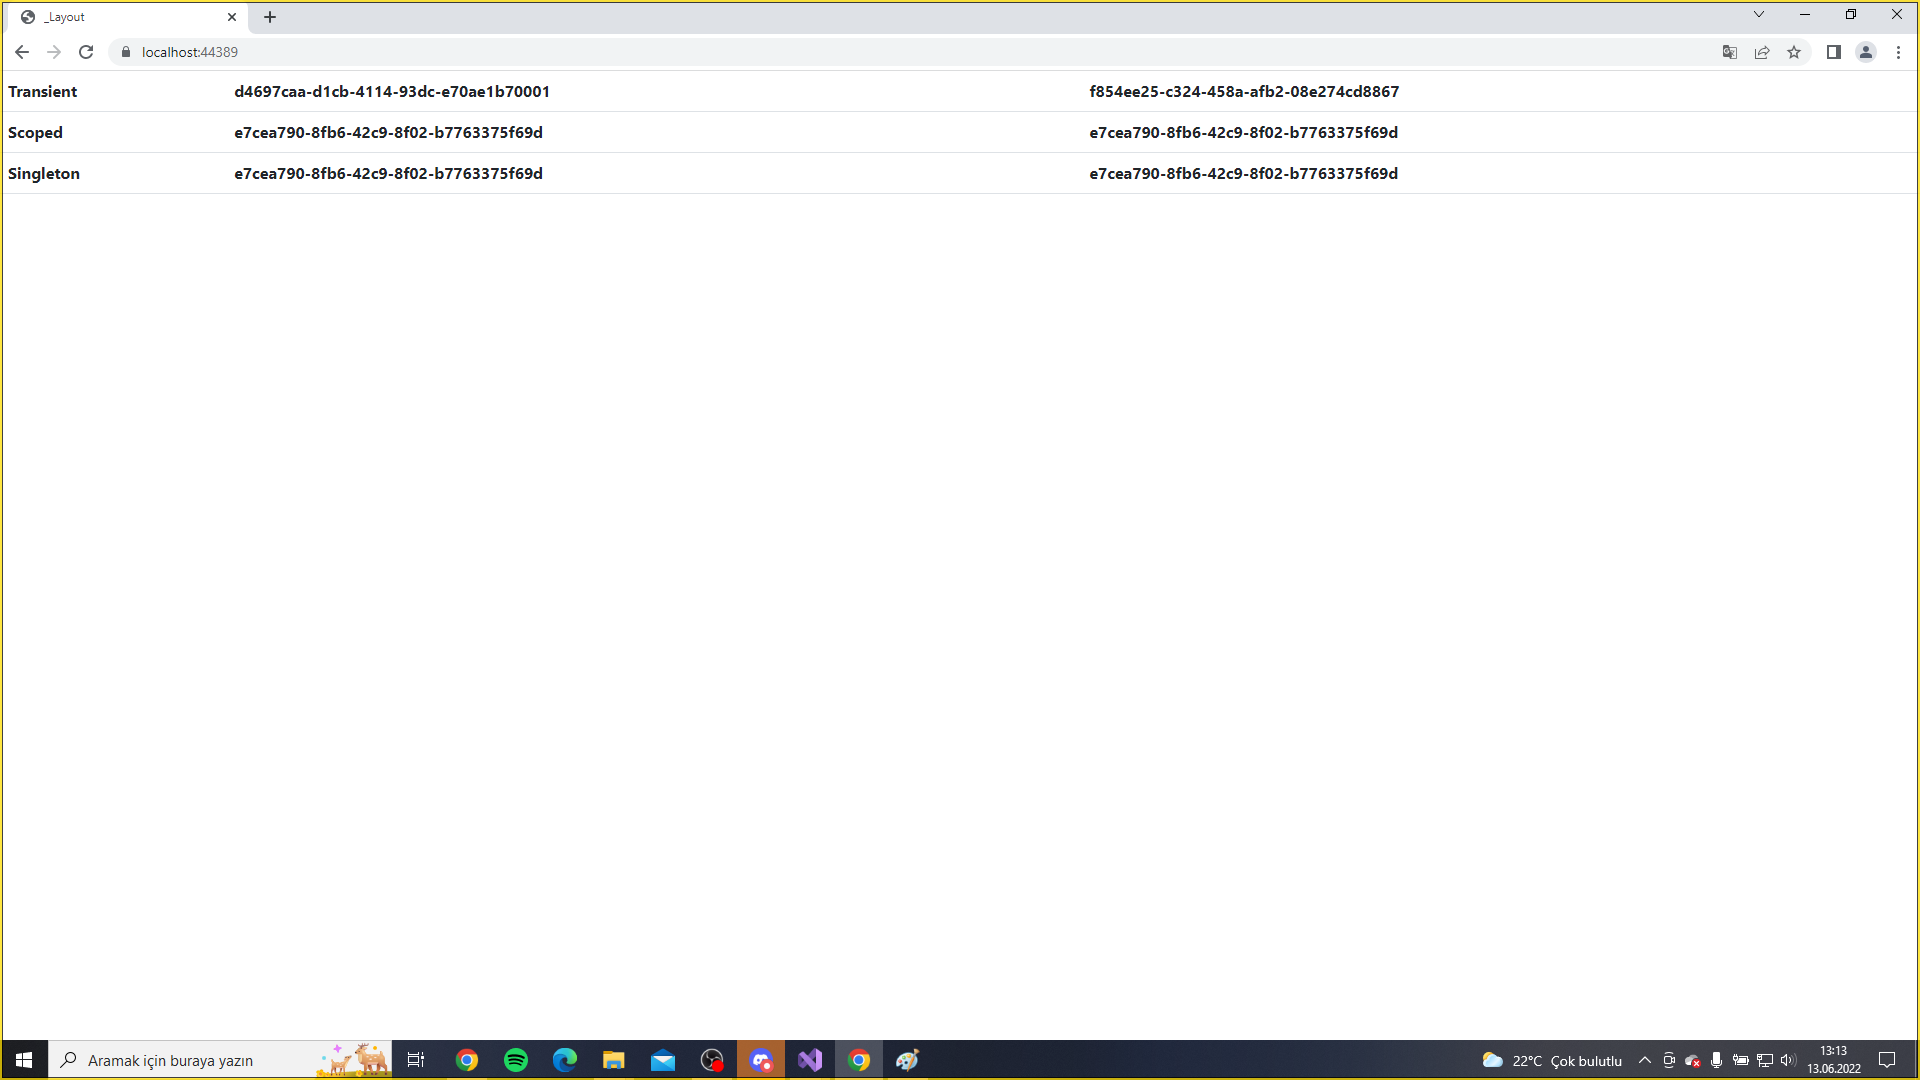 _Layout
localhost:44389
Transient d4697caa-d1cb-4114-93dc-e70ae1b70001 f854ee25-c324-458a-afb2-08e274cd8867
Scoped e7cea790-8fb6-42c9-8f02-b7763375f69d e7cea790-8fb6-42c9-8f02-b7763375f69d
Singleton e7cea790-8fb6-42c9-8f02-b7763375f69d e7cea790-8fb6-42c9-8f02-b7763375f69d
Aramak için buraya yazın
22°C Çok bulutlu
13:13
13.06.2022